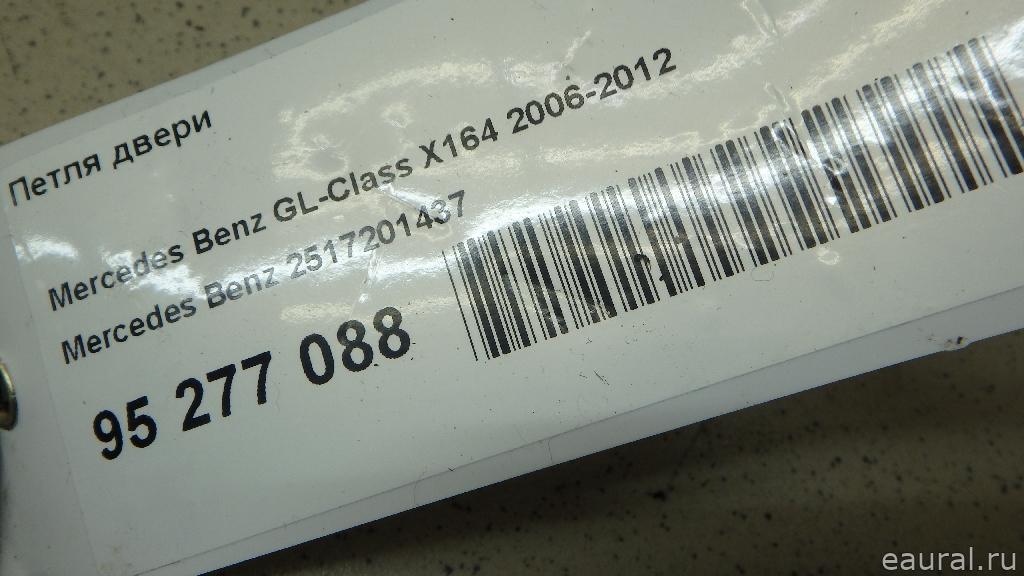 Петля двери
Mercedes Benz GL-Class X164 2006-2012
Mercedes Benz 2517201437
95 277 088
eaural.ru